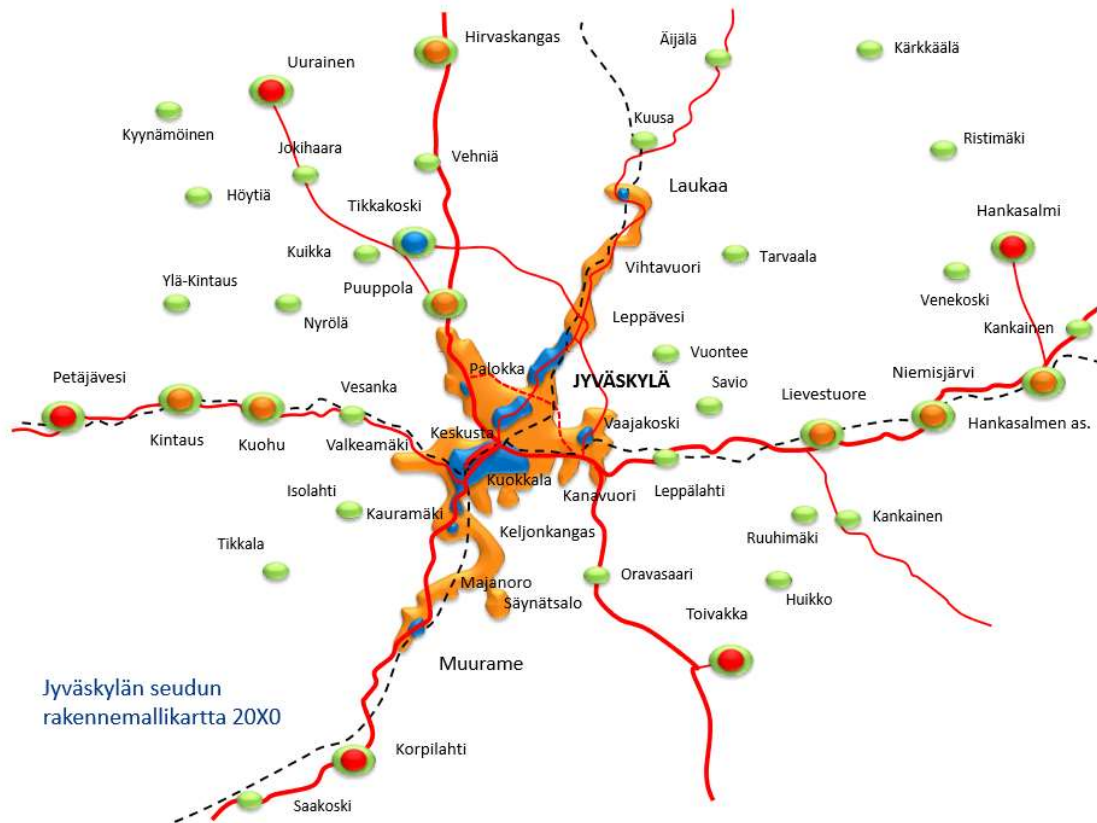 Hirvaskangas
Äijälä
Kärkkäälä
Uurainen
Kyynämöinen
Kuusa
Ristimäki
Jokihaara
Vehniä
Laukaa
Höytiä
Tikkakoski
Hankasalmi
Kuikka
Vihtavuori
Tarvaala
Ylä-Kintaus
Puuppola
Venekoski
Nyrölä
Leppävesi
Kankainen
Vuontee
Palokka
JYVÄSKYLÄ
Niemisjärvi
Petäjävesi
Vesanka
Savio
Lievestuore
Kintaus
Kuohu
Valkeamäki
Keskusta
Vaajakoski
Hankasalmen as.
Kuokkala
Kanavuori
Leppälahti
Isolahti
Kauramäki
Keljonkangas
Ruuhimäki
Kankainen
Tikkala
Majanoro
Oravasaari
Huikko
Säynätsalo
Toivakka
Muurame
Jyväskylän seudun
rakennemallikartta 20X0
Korpilahti
Saakoski